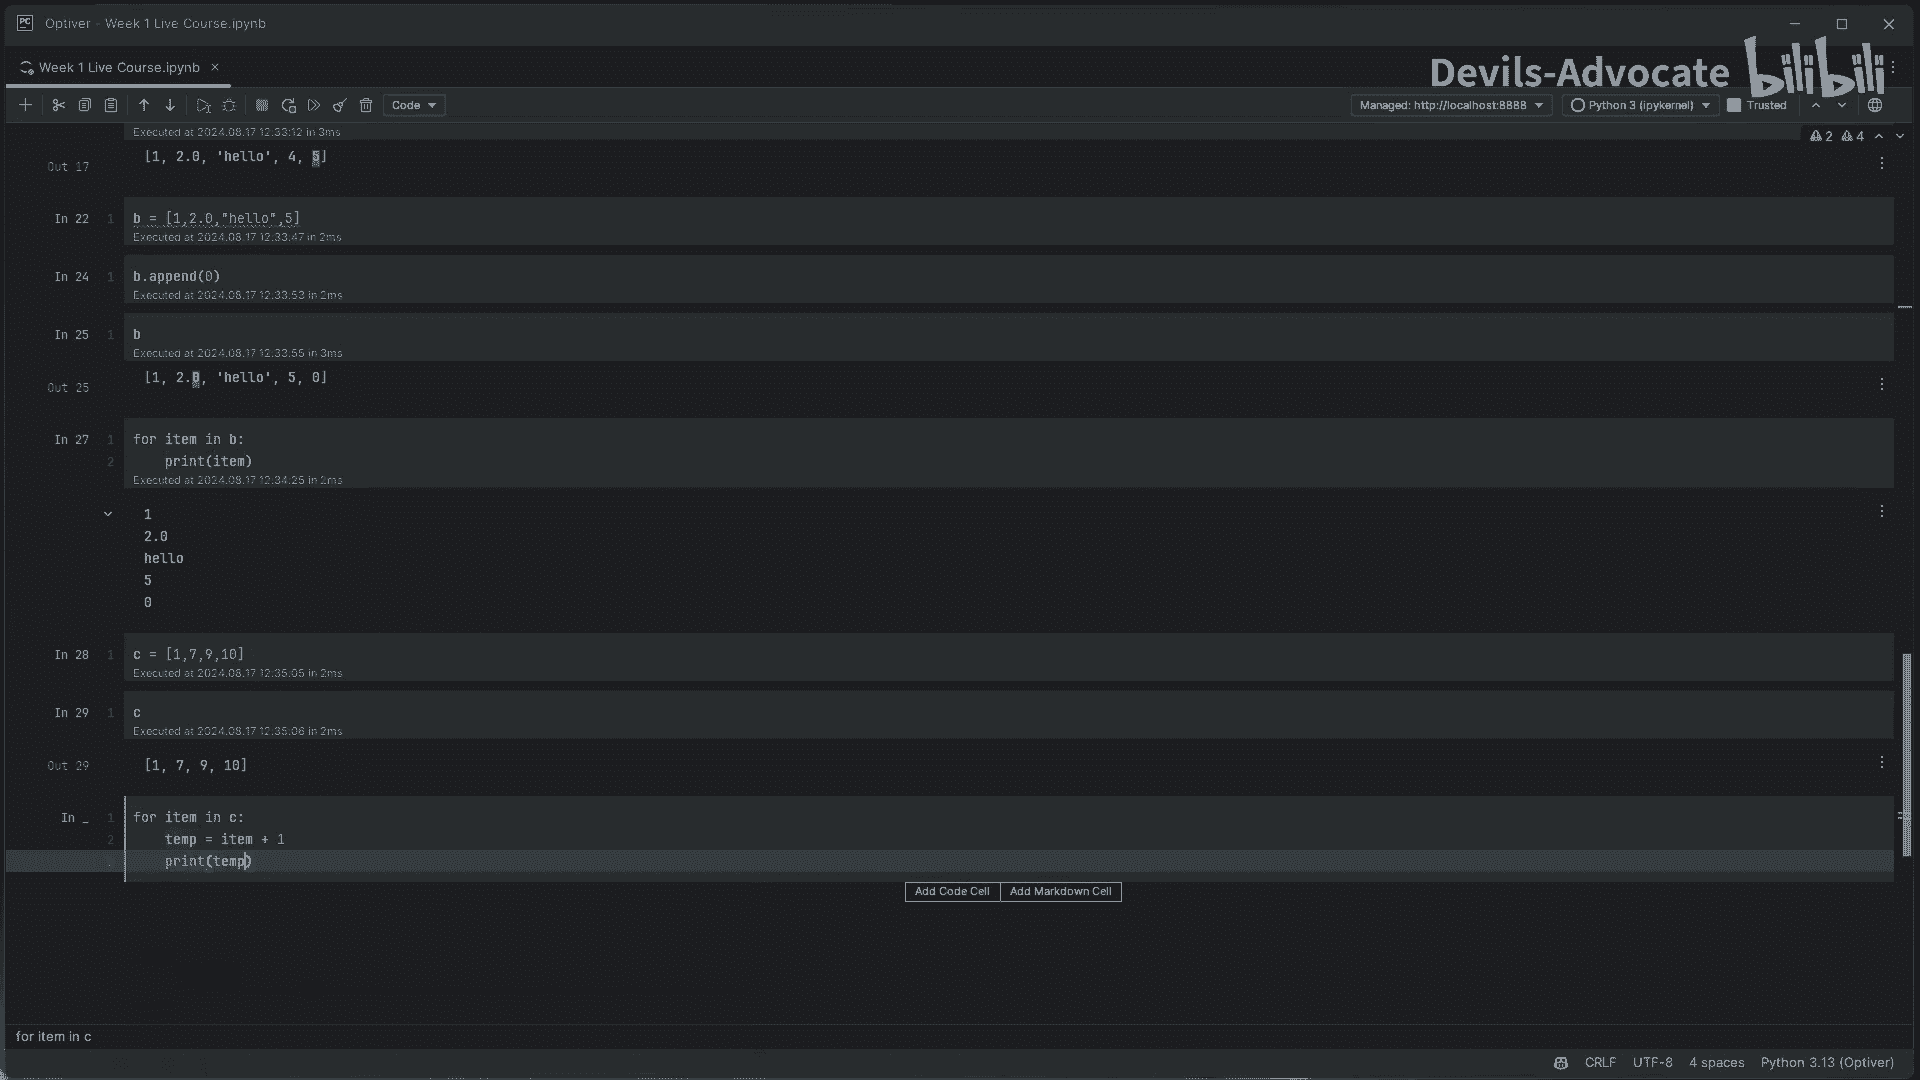 Optiver - Week 1 Live Course.ipynb
Week 1 Live Course.ipynb
Devils-Advocate bilibili
Code
Managed: http://localhost:8888
Python 3 (ipykernel)
Trusted
Executed at 2024.08.17 12:33:12 in 3ms
2 4
Out 17
[1, 2.0, 'hello', 4, 5]
In 22
1 b = [1,2.0,"hello",5]
Executed at 2024.08.17 12:33:47 in 2ms
In 24
1 b.append(0)
Executed at 2024.08.17 12:33:53 in 2ms
In 25
1 b
Executed at 2024.08.17 12:33:55 in 3ms
Out 25
[1, 2.0, 'hello', 5, 0]
In 27
1 for item in b:
2 print(item)
Executed at 2024.08.17 12:34:25 in 2ms
1
2.0
hello
5
0
In 28
1 c = [1,7,9,10]
Executed at 2024.08.17 12:35:05 in 2ms
In 29
1 c
Executed at 2024.08.17 12:35:06 in 2ms
Out 29
[1, 7, 9, 10]
In _
1 for item in c:
2 temp = item + 1
print(temp)
Add Code Cell
Add Markdown Cell
for item in c
CRLF UTF-8 4 spaces Python 3.13 (Optiver)